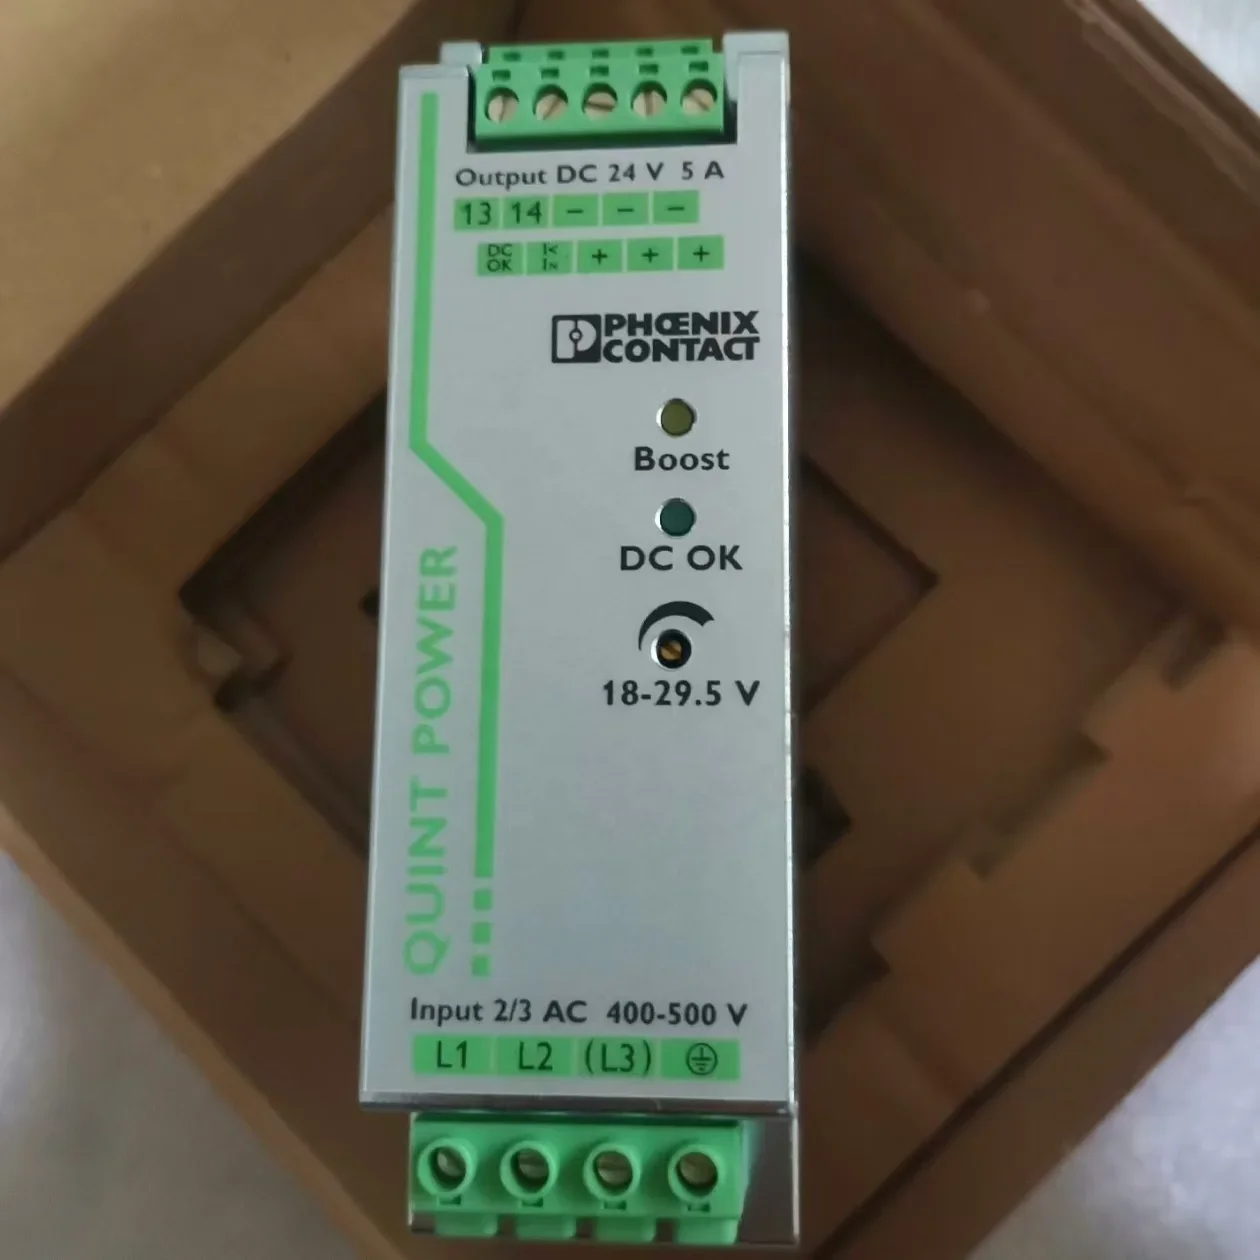 Output DC 24 V 5 A
13 14 − − −
DC OK I< IN + + +
PHŒNIX
CONTACT
Boost
DC OK
18-29.5 V
QUINT POWER
Input 2/3 AC 400-500 V
L1 L2 (L3)